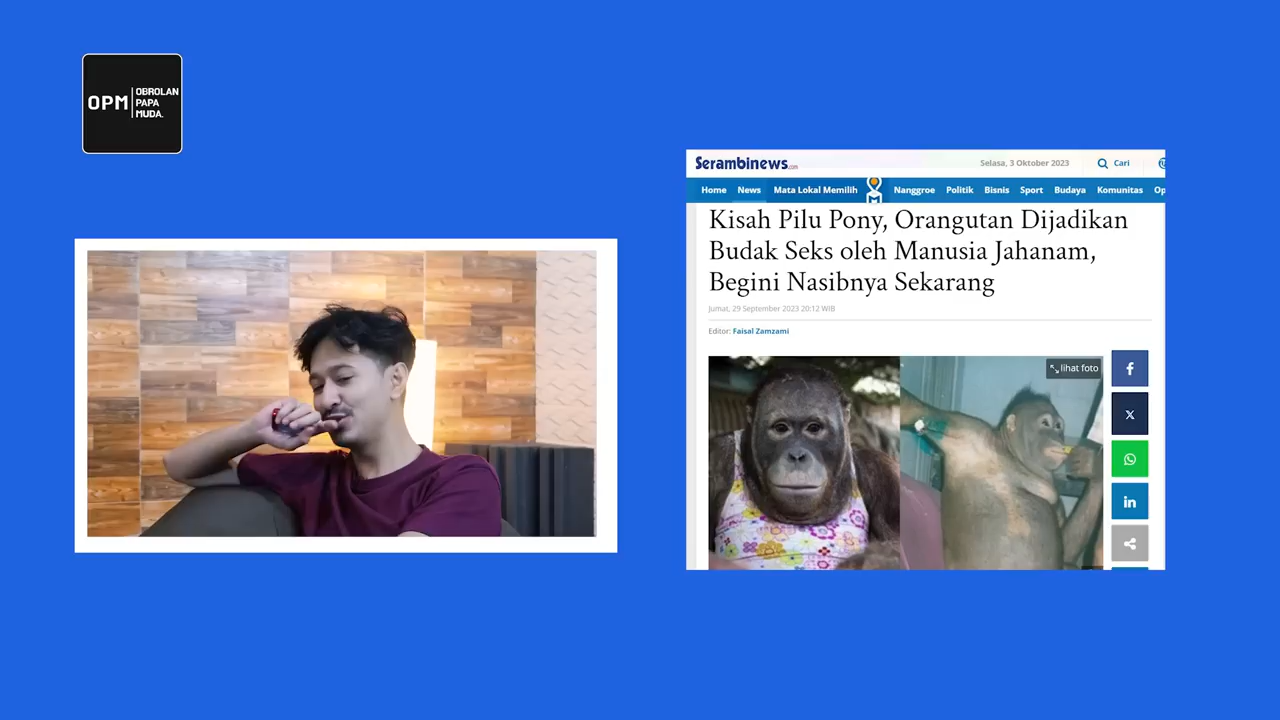 OPM
OBROLAN
PAPA
MUDA.
Serambinews.com
Selasa, 3 Oktober 2023
Cari
Home News Mata Lokal Memilih Nanggroe Politik Bisnis Sport Budaya Komunitas Op
Kisah Pilu Pony, Orangutan Dijadikan
Budak Seks oleh Manusia Jahanam,
Begini Nasibnya Sekarang
Jumat, 29 September 2023 20:12 WIB
Editor: Faisal Zamzami
lihat foto